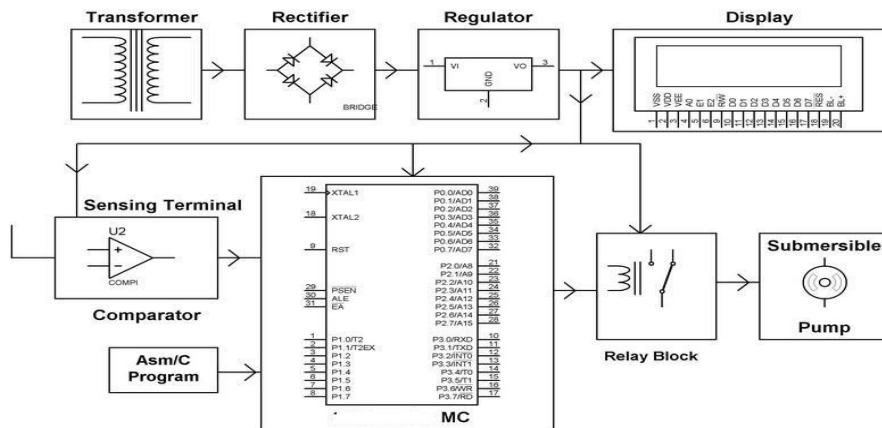 Transformer
Rectifier
Regulator
Display
BRIDGE
1 VI VO 3
GND
2
VSS VDD VEE A0 E1 E2 R/W D0 D1 D2 D3 D4 D5 D6 D7 RES BL- BL+
Sensing Terminal
U2
COMPI
Comparator
Asm/C
Program
19 XTAL1
18 XTAL2
9 RST
29 PSEN
30 ALE
31 EA
1 P1.0/T2
2 P1.1/T2EX
3 P1.2
4 P1.3
5 P1.4
6 P1.5
7 P1.6
8 P1.7
P0.0/AD0 39
P0.1/AD1 38
P0.2/AD2 37
P0.3/AD3 36
P0.4/AD4 35
P0.5/AD5 34
P0.6/AD6 33
P0.7/AD7 32
P2.0/A8 21
P2.1/A9 22
P2.2/A10 23
P2.3/A11 24
P2.4/A12 25
P2.5/A13 26
P2.6/A14 27
P2.7/A15 28
P3.0/RXD 10
P3.1/TXD 11
P3.2/INT0 12
P3.3/INT1 13
P3.4/T0 14
P3.5/T1 15
P3.6/WR 16
P3.7/RD 17
MC
Relay Block
Submersible
Pump